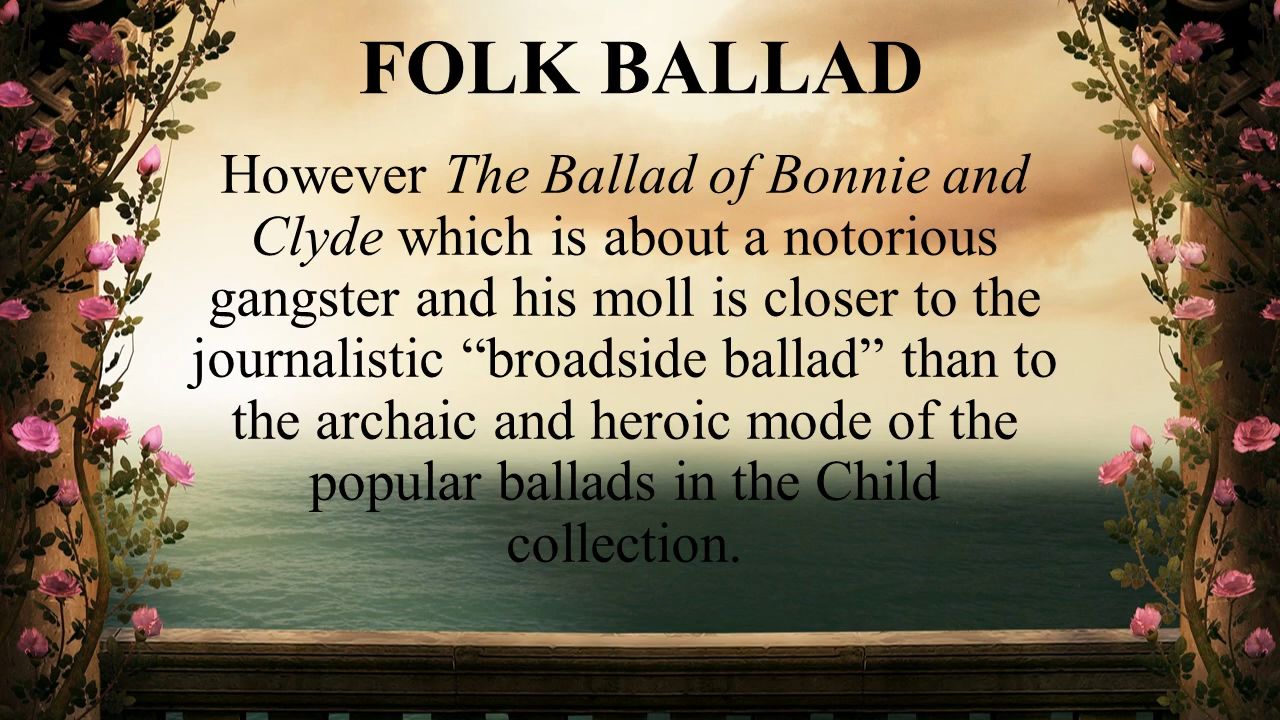 FOLK BALLAD
However The Ballad of Bonnie and
Clyde which is about a notorious
gangster and his moll is closer to the
journalistic “broadside ballad” than to
the archaic and heroic mode of the
popular ballads in the Child
collection.